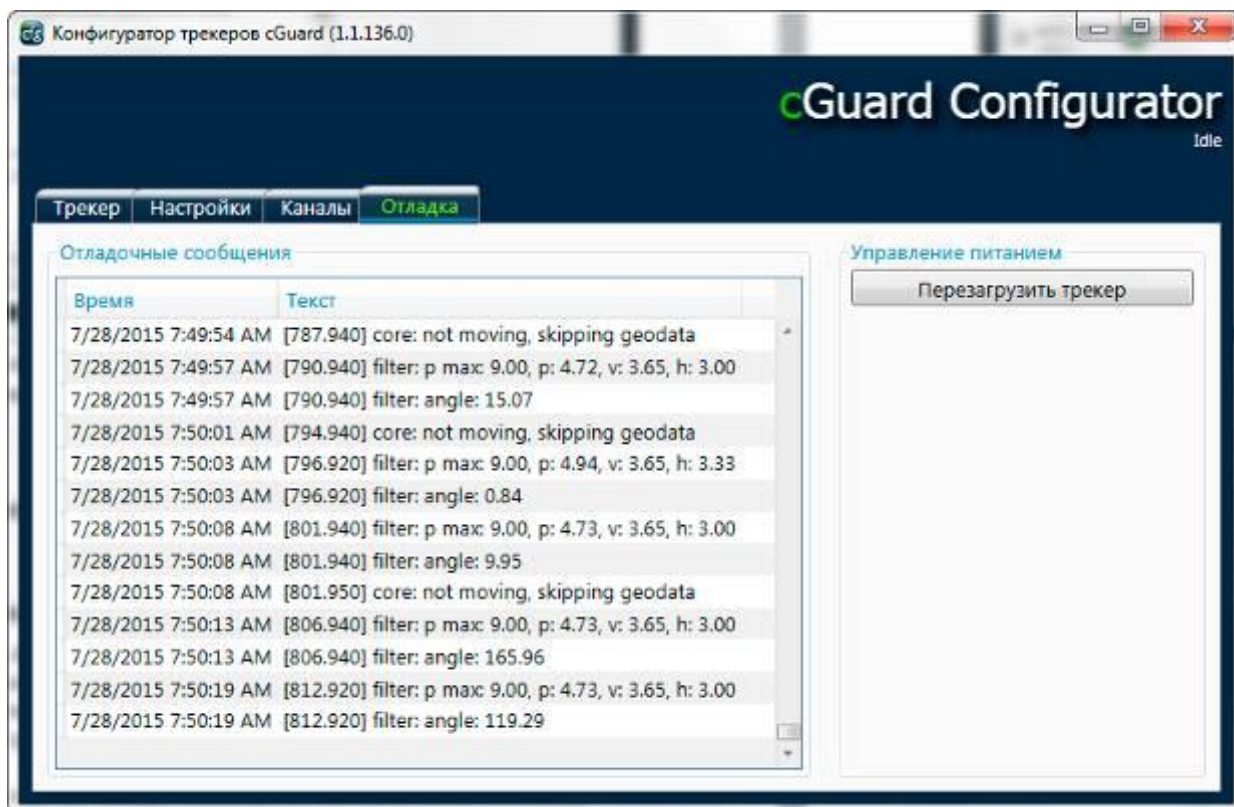 Конфигуратор трекеров cGuard (1.1.136.0)
cGuard Configurator
Idle
Трекер Настройки Каналы Отладка
Отладочные сообщения
Время Текст
7/28/2015 7:49:54 AM [787.940] core: not moving, skipping geodata
7/28/2015 7:49:57 AM [790.940] filter: p max: 9.00, p: 4.72, v: 3.65, h: 3.00
7/28/2015 7:49:57 AM [790.940] filter: angle: 15.07
7/28/2015 7:50:01 AM [794.940] core: not moving, skipping geodata
7/28/2015 7:50:03 AM [796.920] filter: p max: 9.00, p: 4.94, v: 3.65, h: 3.33
7/28/2015 7:50:03 AM [796.920] filter: angle: 0.84
7/28/2015 7:50:08 AM [801.940] filter: p max: 9.00, p: 4.73, v: 3.65, h: 3.00
7/28/2015 7:50:08 AM [801.940] filter: angle: 9.95
7/28/2015 7:50:08 AM [801.950] core: not moving, skipping geodata
7/28/2015 7:50:13 AM [806.940] filter: p max: 9.00, p: 4.73, v: 3.65, h: 3.00
7/28/2015 7:50:13 AM [806.940] filter: angle: 165.96
7/28/2015 7:50:19 AM [812.920] filter: p max: 9.00, p: 4.73, v: 3.65, h: 3.00
7/28/2015 7:50:19 AM [812.920] filter: angle: 119.29
Управление питанием
Перезагрузить трекер